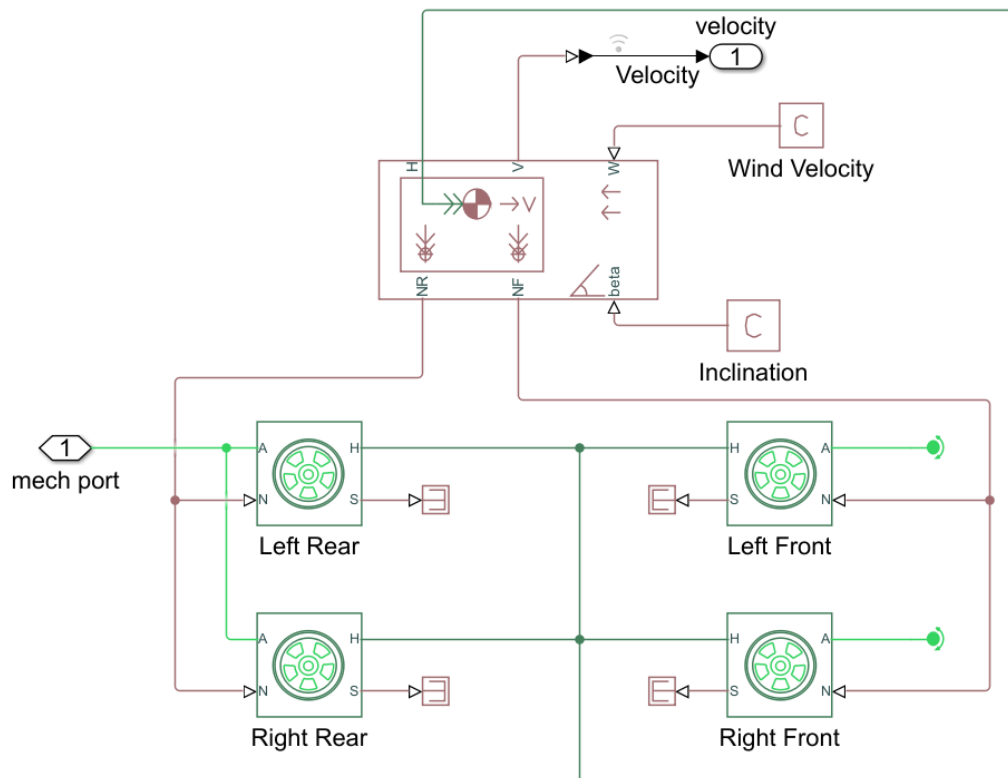 velocity
1
Velocity
C
Wind Velocity
H
V
W
V
NR
NF
beta
C
Inclination
1
mech port
A
H
N
S
Left Rear
H
A
S
N
Left Front
A
H
N
S
Right Rear
H
A
S
N
Right Front